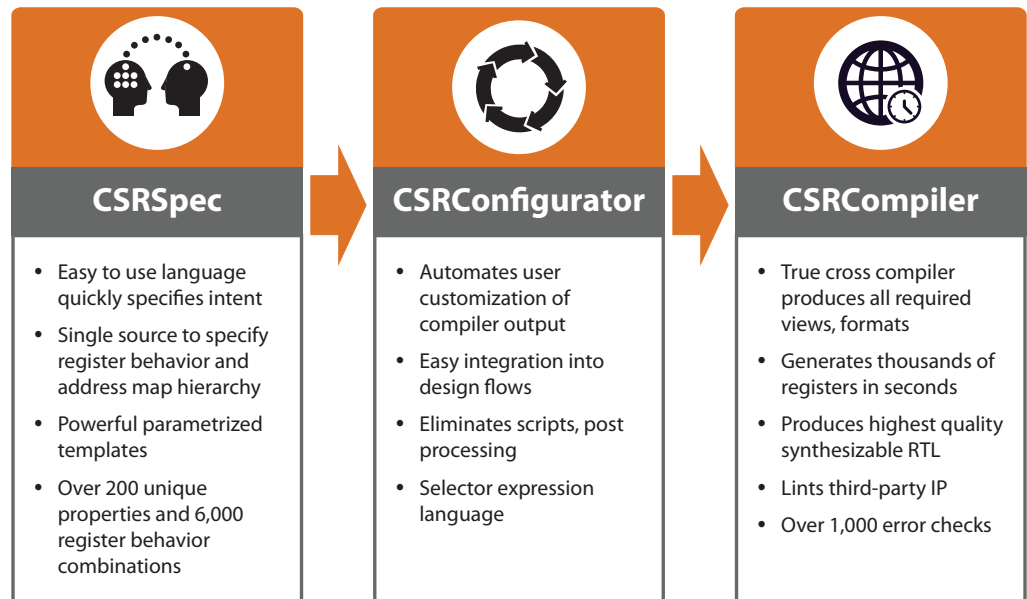 CSRSpec
• Easy to use language
quickly specifies intent
• Single source to specify
register behavior and
address map hierarchy
• Powerful parametrized
templates
• Over 200 unique
properties and 6,000
register behavior
combinations
CSRConfigurator
• Automates user
customization of
compiler output
• Easy integration into
design flows
• Eliminates scripts, post
processing
• Selector expression
language
CSRCompiler
• True cross compiler
produces all required
views, formats
• Generates thousands of
registers in seconds
• Produces highest quality
synthesizable RTL
• Lints third-party IP
• Over 1,000 error checks